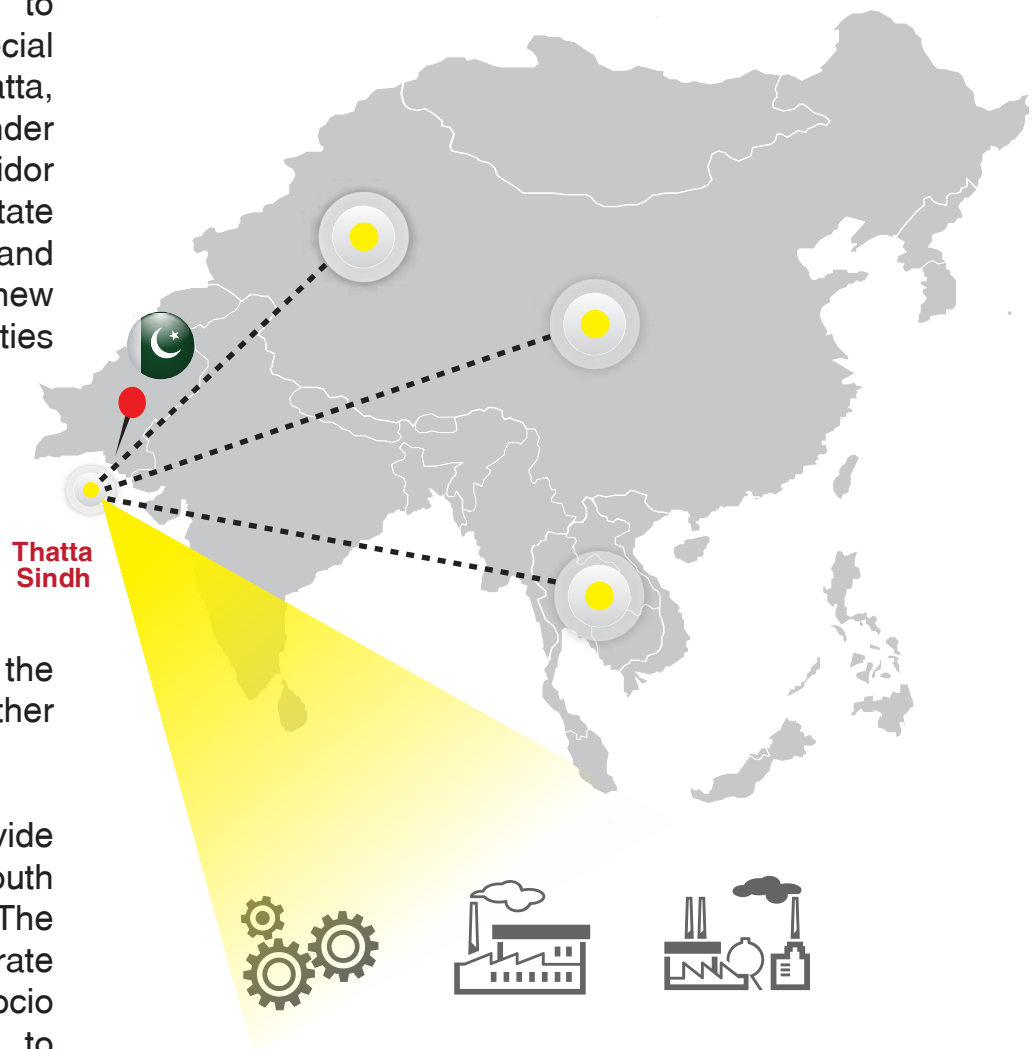 to
cial
atta,
nder
idor
tate
and
new
ties
Thatta
Sindh
the
ther
vide
outh
The
rate
ocio
to